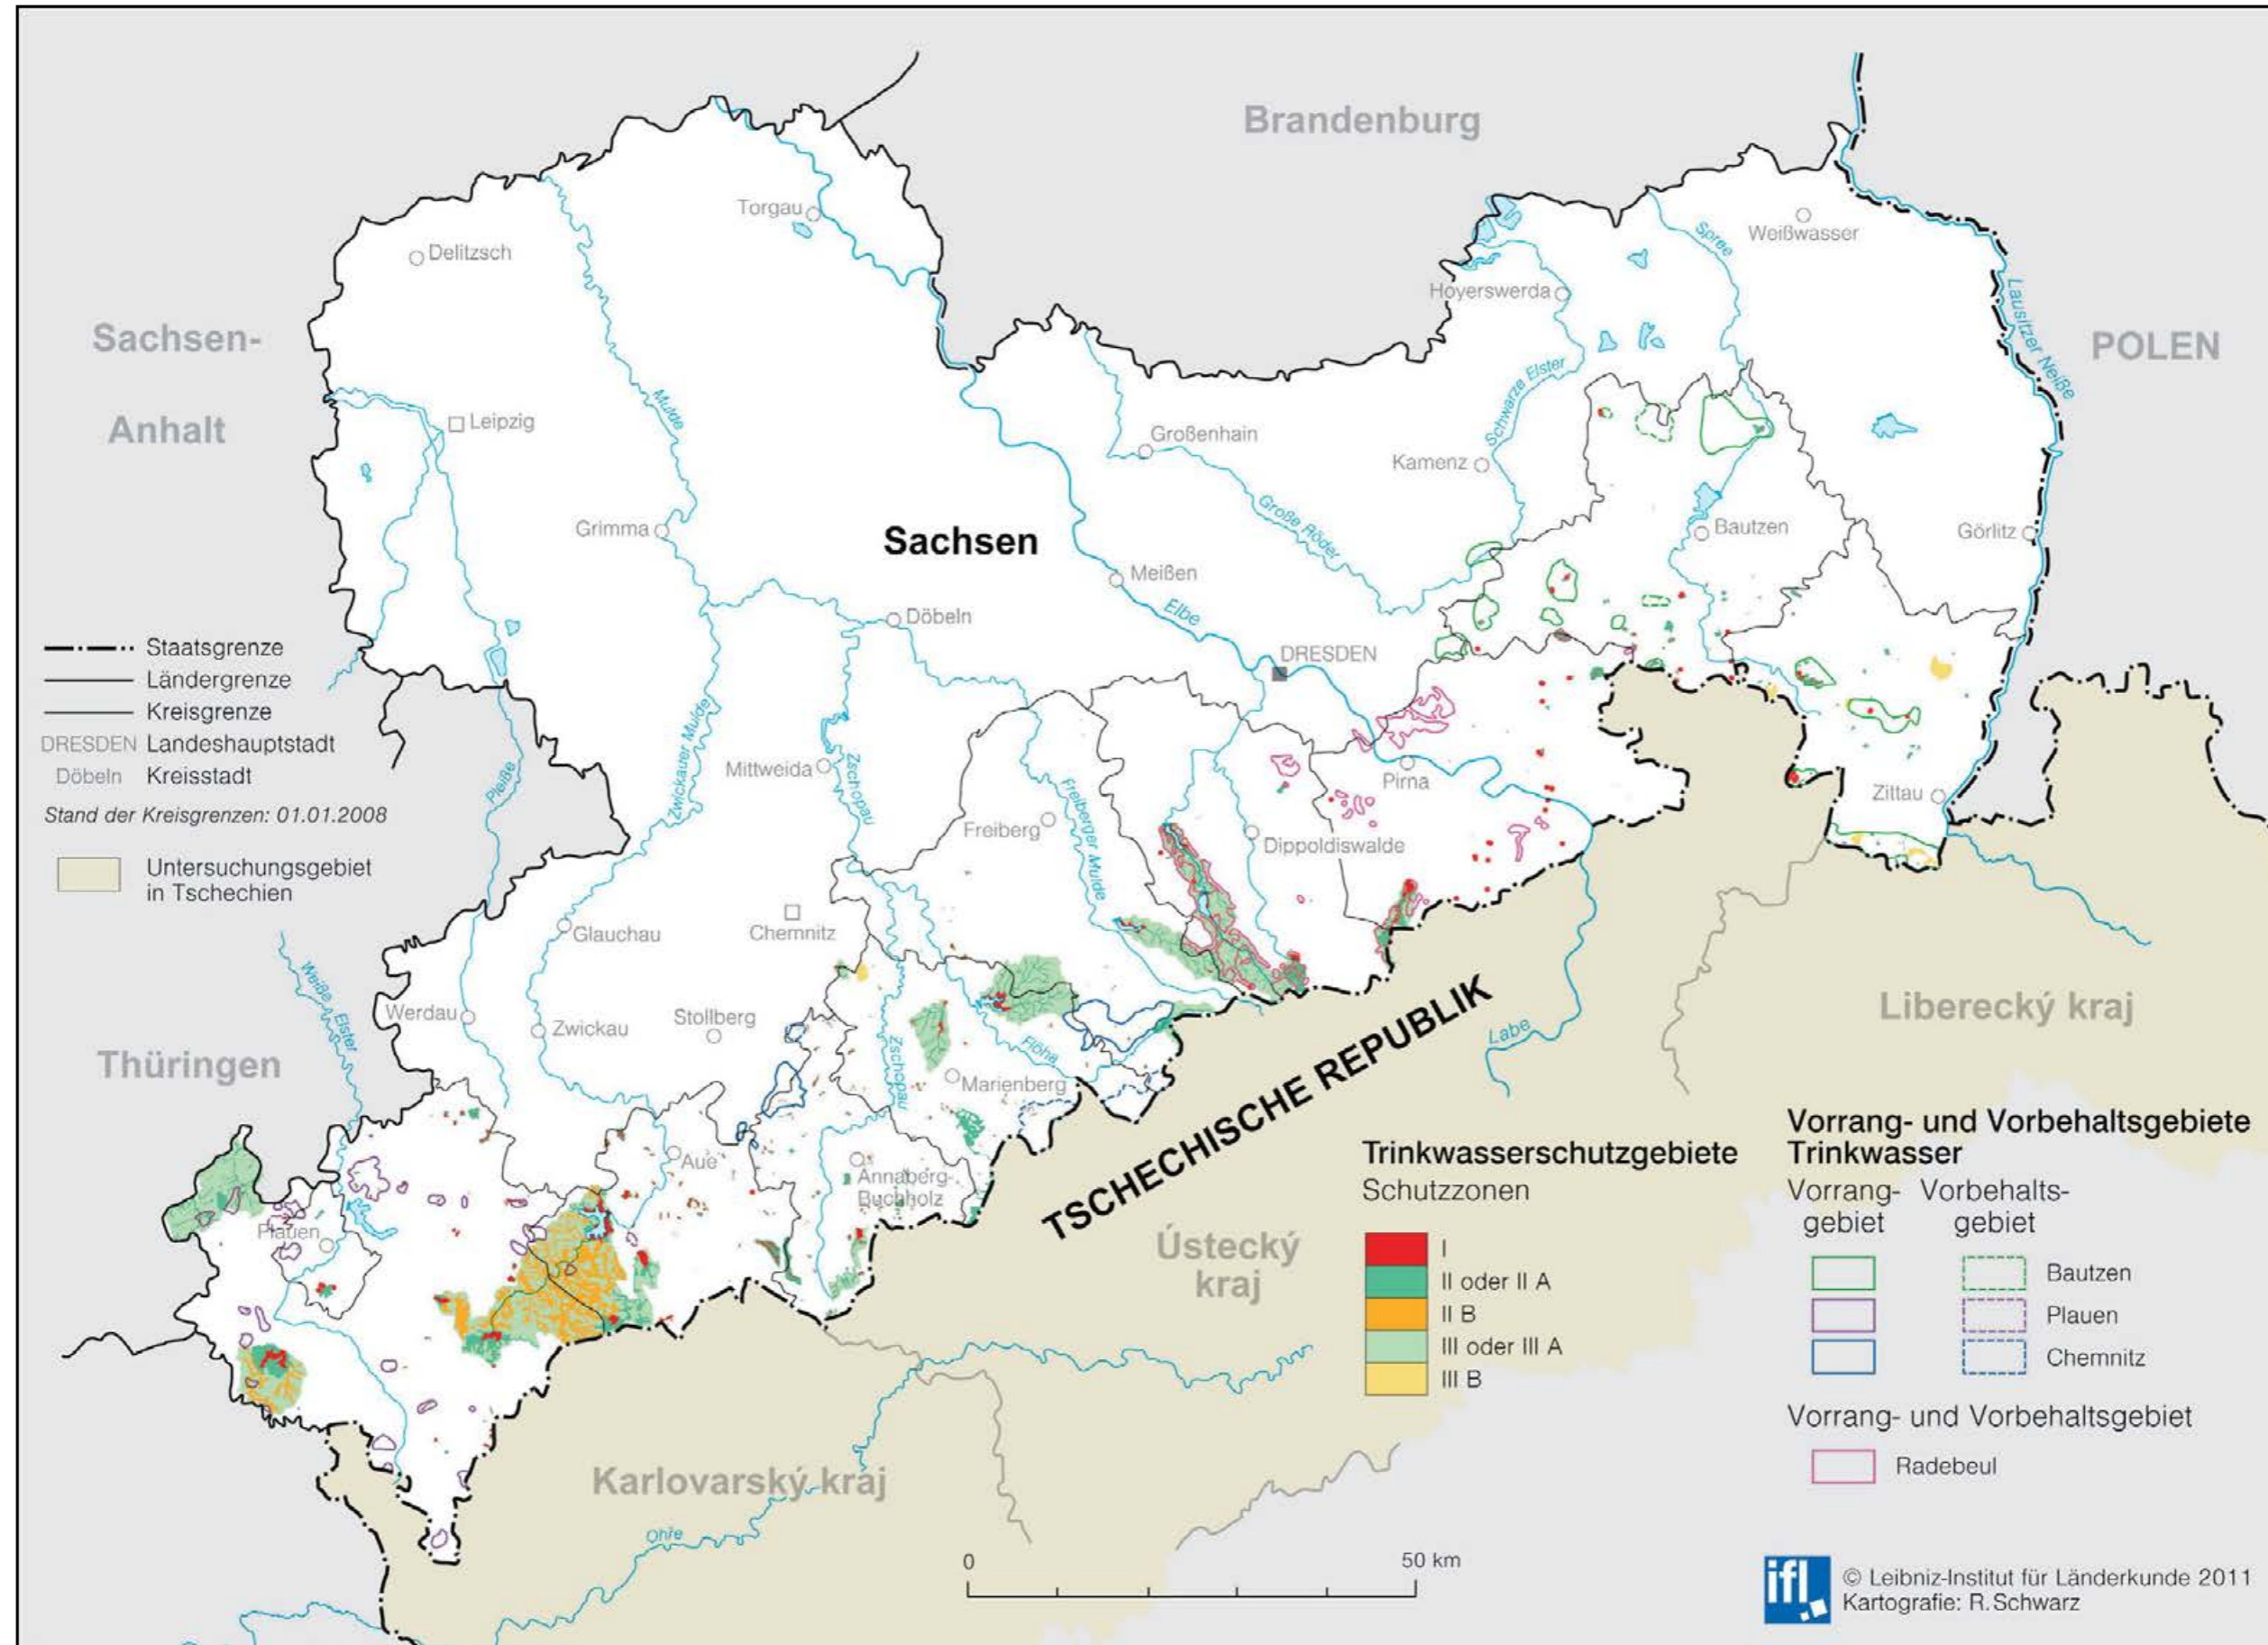 Brandenburg
Sachsen-
Anhalt
POLEN
Thüringen
Sachsen
TSCHECHISCHE REPUBLIK
Liberecký kraj
Ústecký
kraj
Karlovarský kraj
Torgau
Delitzsch
Leipzig
Grimma
Döbeln
Meißen
Großenhain
DRESDEN
Kamenz
Hoyerswerda
Weißwasser
Bautzen
Görlitz
Zittau
Pirna
Dippoldiswalde
Freiberg
Mittweida
Chemnitz
Glauchau
Werdau
Zwickau
Stollberg
Marienberg
Aue
Annaberg-
Buchholz
Plauen
Mulde
Elbe
Große Röder
Schwarze Elster
Spree
Lausitzer Neiße
Pleiße
Zwickauer Mulde
Zschopau
Freiberger Mulde
Weiße Elster
Zschopau
Flöha
Labe
Ohře
Staatsgrenze
Ländergrenze
Kreisgrenze
DRESDEN Landeshauptstadt
Döbeln Kreisstadt
Stand der Kreisgrenzen: 01.01.2008
Untersuchungsgebiet
in Tschechien
Trinkwasserschutzgebiete
Schutzzonen
I
II oder II A
II B
III oder III A
III B
Vorrang- und Vorbehaltsgebiete
Trinkwasser
Vorrang- Vorbehalts-
gebiet gebiet
Bautzen
Plauen
Chemnitz
Vorrang- und Vorbehaltsgebiet
Radebeul
0 50 km
ifl
© Leibniz-Institut für Länderkunde 2011
Kartografie: R.Schwarz